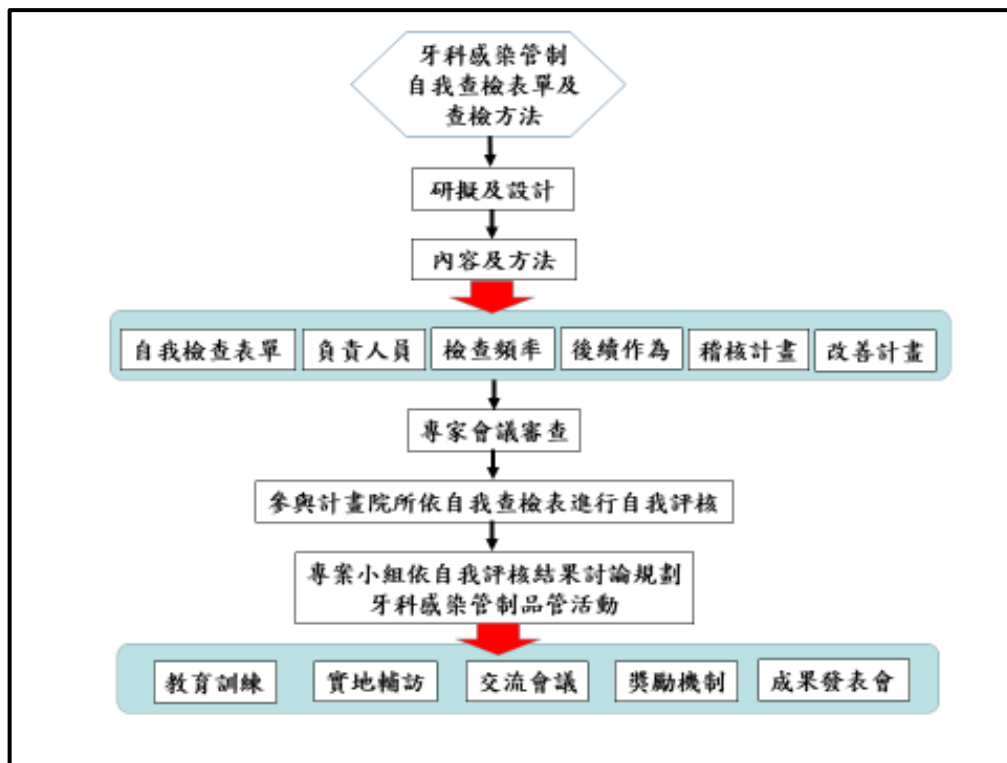 牙科感染管制
自我查檢表單及
查檢方法
研擬及設計
內容及方法
自我檢查表單
負責人員
檢查頻率
後續作為
稽核計畫
改善計畫
專家會議審查
參與計畫院所依自我查檢表進行自我評核
專案小組依自我評核結果討論規劃
牙科感染管制品管活動
教育訓練
實地輔訪
交流會議
獎勵機制
成果發表會